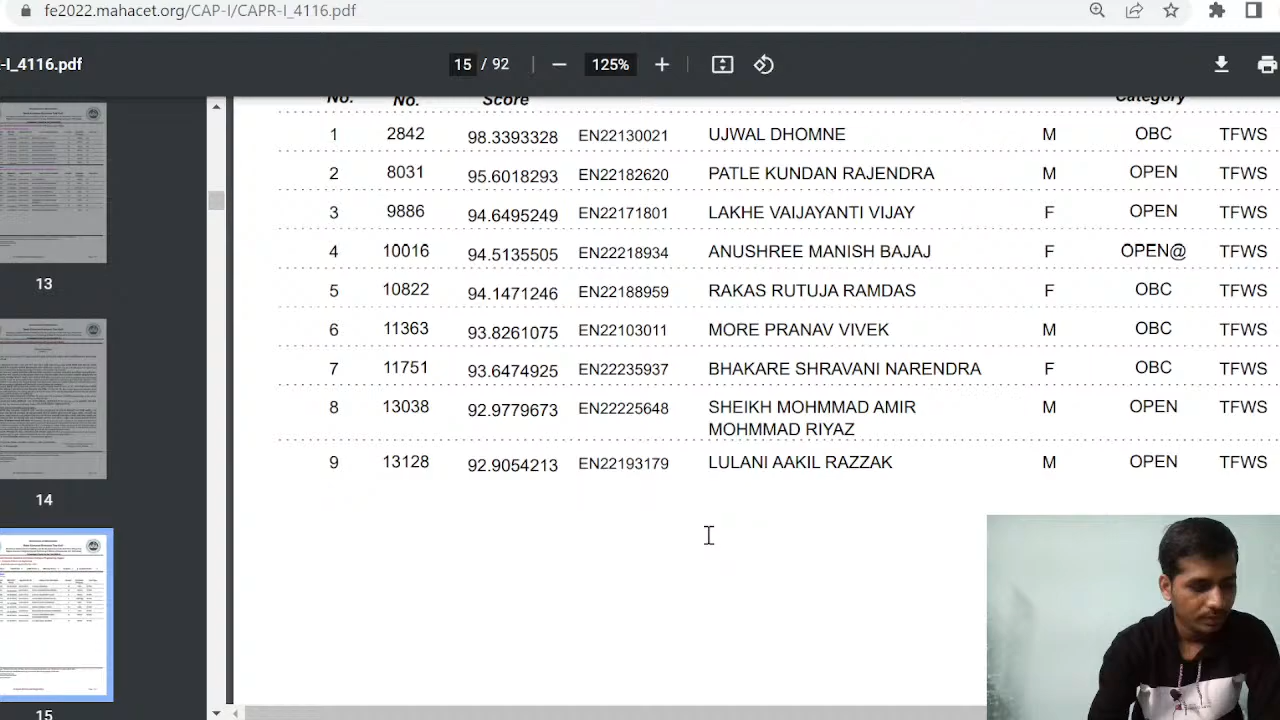 fe2022.mahacet.org/CAP-I/CAPR-I_4116.pdf
-I_4116.pdf 15 / 92 125%
No. No. Score Category
1 2842 98.3393328 EN22130021 UJWAL DHOMNE M OBC TFWS
2 8031 95.6018293 EN22182620 PATLE KUNDAN RAJENDRA M OPEN TFWS
3 9886 94.6495249 EN22171801 LAKHE VAIJAYANTI VIJAY F OPEN TFWS
4 10016 94.5135505 EN22218934 ANUSHREE MANISH BAJAJ F OPEN@ TFWS
5 10822 94.1471246 EN22188959 RAKAS RUTUJA RAMDAS F OBC TFWS
6 11363 93.8261075 EN22103011 MORE PRANAV VIVEK M OBC TFWS
7 11751 93.6474925 EN22235937 BHAKARE SHRAVANI NARENDRA F OBC TFWS
8 13038 92.9779673 EN22225648 SHEIKH MOHMMAD AMIR M OPEN TFWS
MOHMMAD RIYAZ
9 13128 92.9054213 EN22193179 LULANI AAKIL RAZZAK M OPEN TFWS
13
14
15